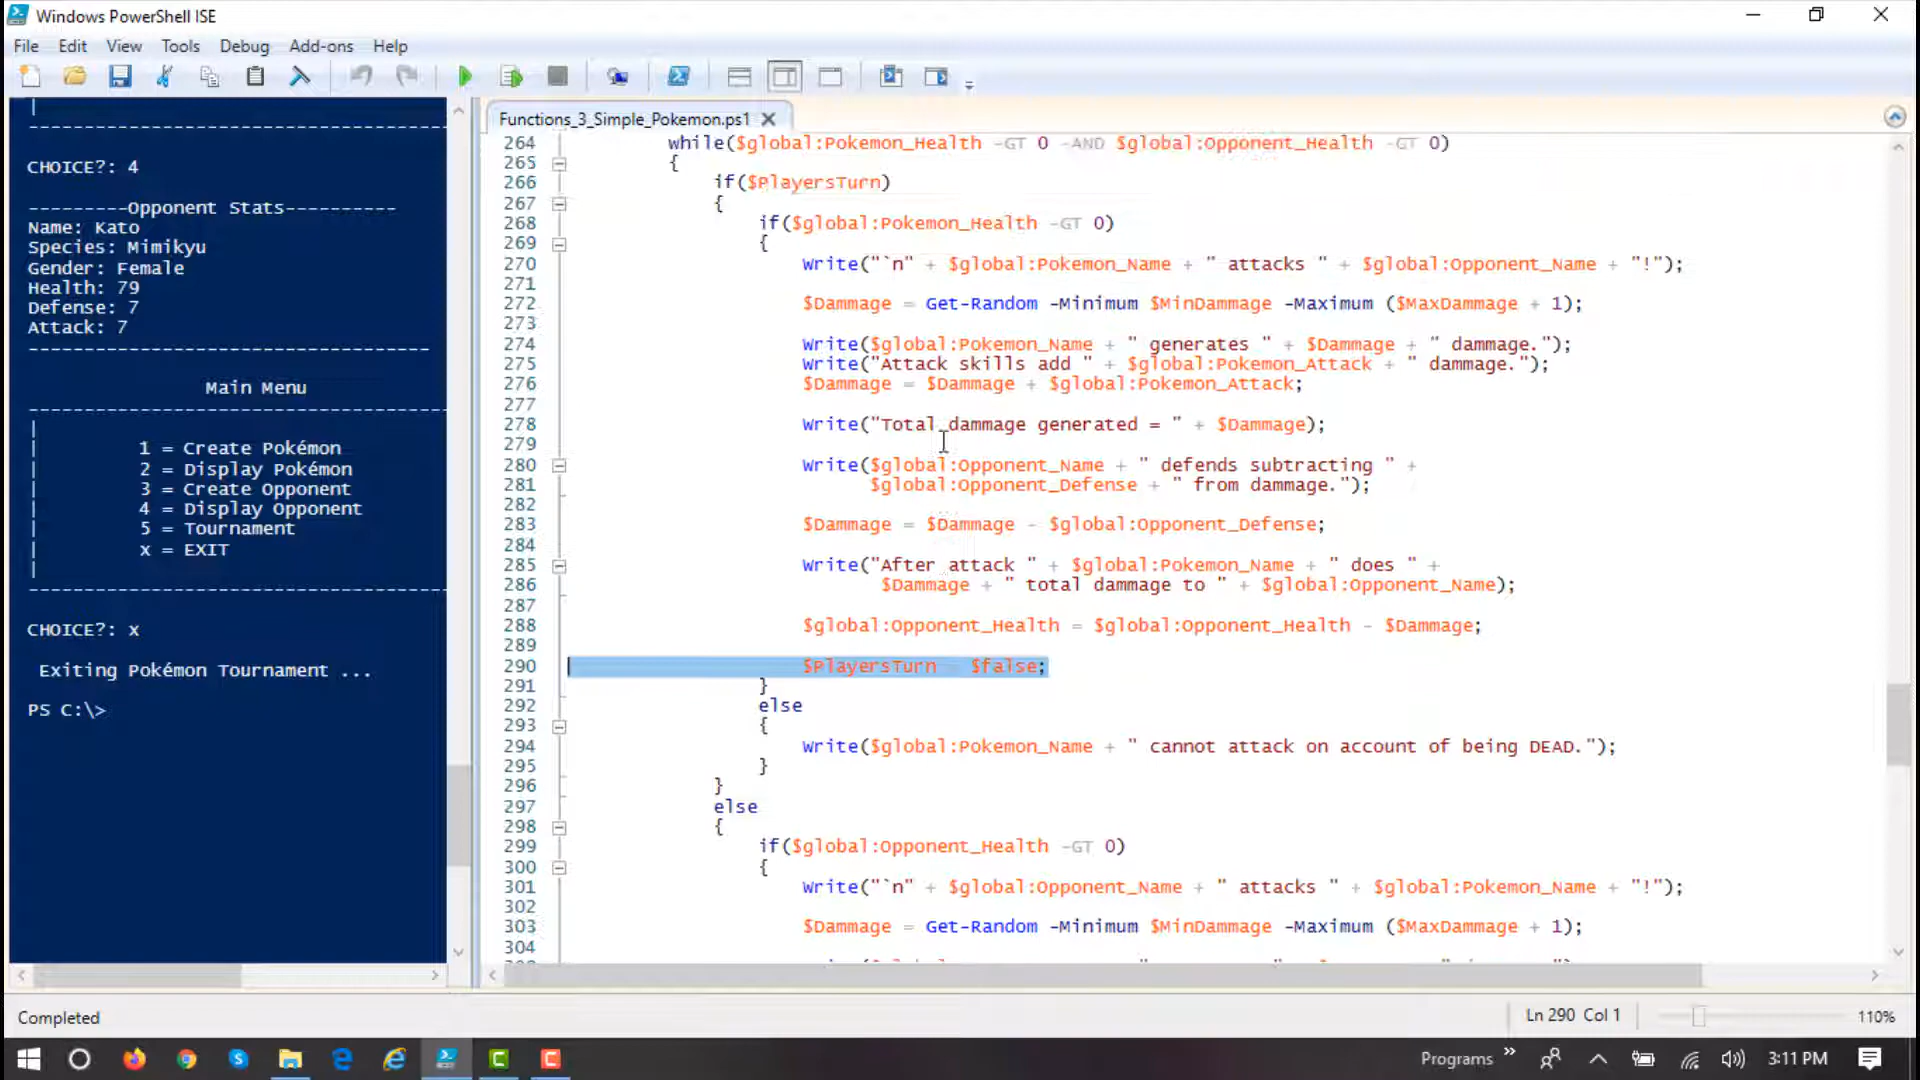 Windows PowerShell ISE
File Edit View Tools Debug Add-ons Help
CHOICE?: 4
---------Opponent Stats----------
Name: Kato
Species: Mimikyu
Gender: Female
Health: 79
Defense: 7
Attack: 7
Main Menu
1 = Create Pokémon
2 = Display Pokémon
3 = Create Opponent
4 = Display Opponent
5 = Tournament
x = EXIT
CHOICE?: x
Exiting Pokémon Tournament ...
PS C:\>
Functions_3_Simple_Pokemon.ps1
264 while($global:Pokemon_Health -GT 0 -AND $global:Opponent_Health -GT 0)
265 {
266 if($PlayersTurn)
267 {
268 if($global:Pokemon_Health -GT 0)
269 {
270 Write("`n" + $global:Pokemon_Name + " attacks " + $global:Opponent_Name + "!");
271
272 $Dammage = Get-Random -Minimum $MinDammage -Maximum ($MaxDammage + 1);
273
274 Write($global:Pokemon_Name + " generates " + $Dammage + " dammage.");
275 Write("Attack skills add " + $global:Pokemon_Attack + " dammage.");
276 $Dammage = $Dammage + $global:Pokemon_Attack;
277
278 Write("Total dammage generated = " + $Dammage);
279
280 Write($global:Opponent_Name + " defends subtracting " +
281 $global:Opponent_Defense + " from dammage.");
282
283 $Dammage = $Dammage - $global:Opponent_Defense;
284
285 Write("After attack " + $global:Pokemon_Name + " does " +
286 $Dammage + " total dammage to " + $global:Opponent_Name);
287
288 $global:Opponent_Health = $global:Opponent_Health - $Dammage;
289
290 $PlayersTurn = $false;
291 }
292 else
293 {
294 Write($global:Pokemon_Name + " cannot attack on account of being DEAD.");
295 }
296 }
297 else
298 {
299 if($global:Opponent_Health -GT 0)
300 {
301 Write("`n" + $global:Opponent_Name + " attacks " + $global:Pokemon_Name + "!");
302
303 $Dammage = Get-Random -Minimum $MinDammage -Maximum ($MaxDammage + 1);
304
Completed
Ln 290 Col 1
110%
Programs
3:11 PM